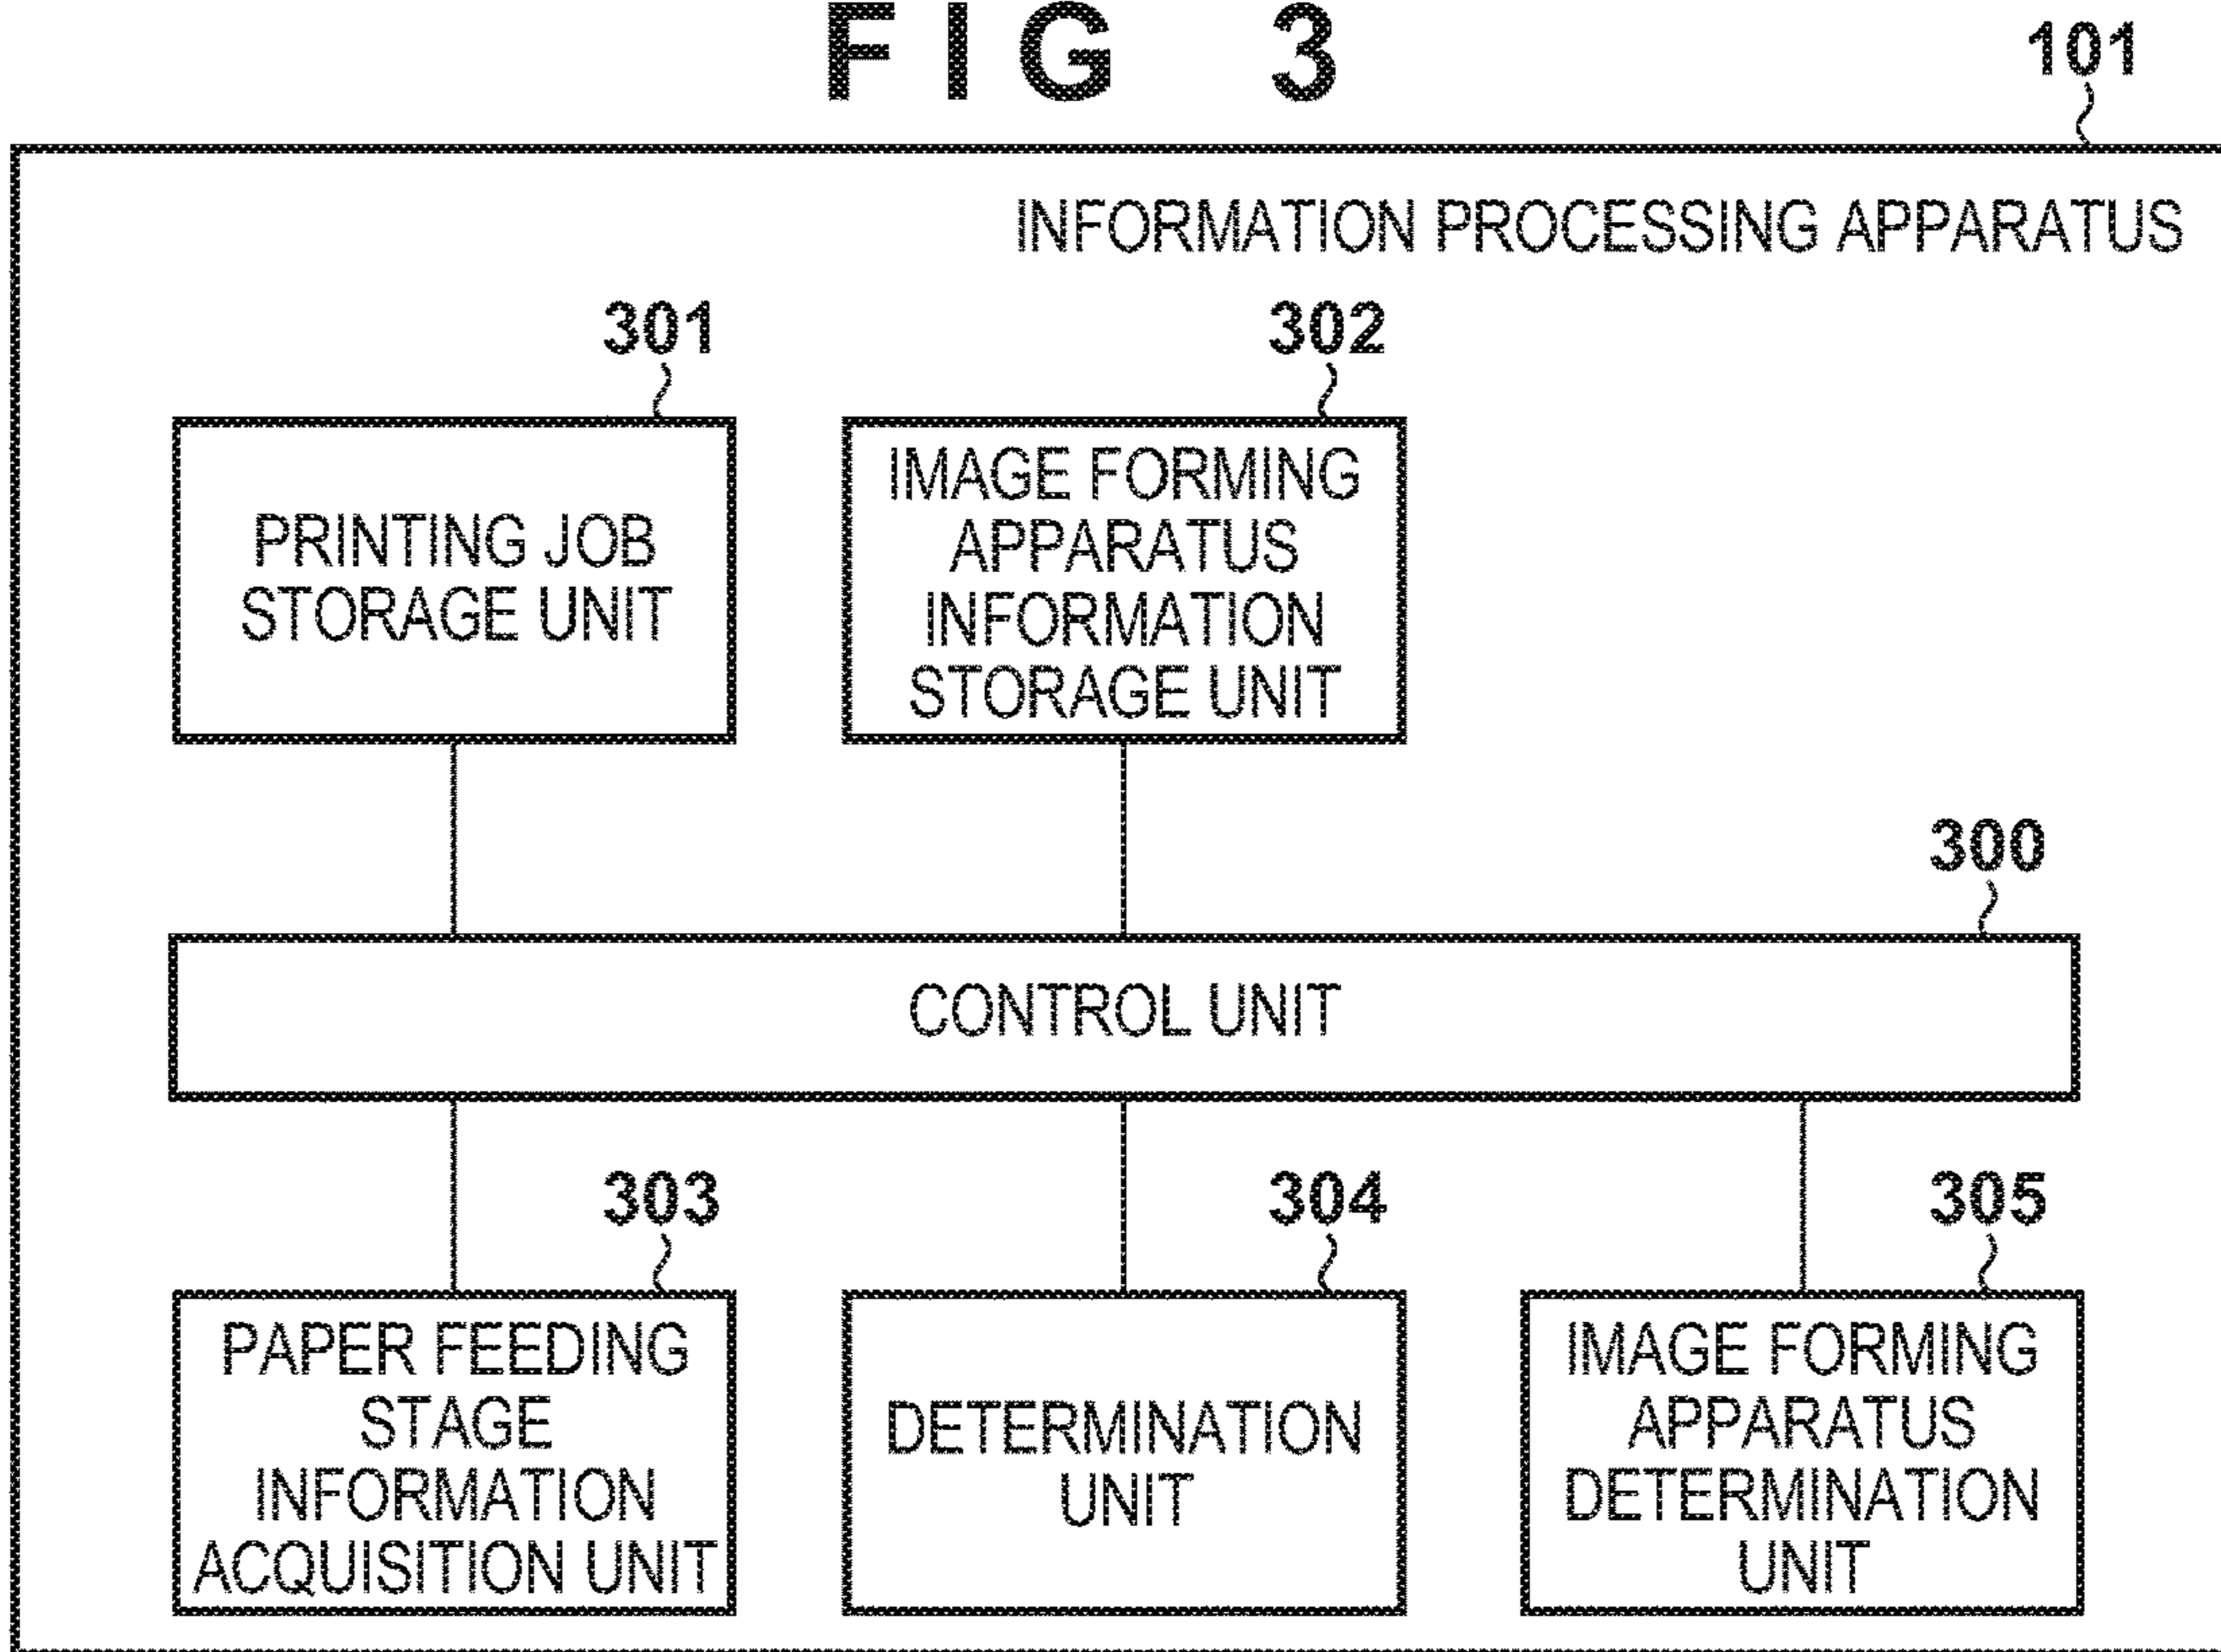 FIG 3
101
INFORMATION PROCESSING APPARATUS
301
PRINTING JOB
STORAGE UNIT
302
IMAGE FORMING
APPARATUS
INFORMATION
STORAGE UNIT
300
CONTROL UNIT
303
PAPER FEEDING
STAGE
INFORMATION
ACQUISITION UNIT
304
DETERMINATION
UNIT
305
IMAGE FORMING
APPARATUS
DETERMINATION
UNIT